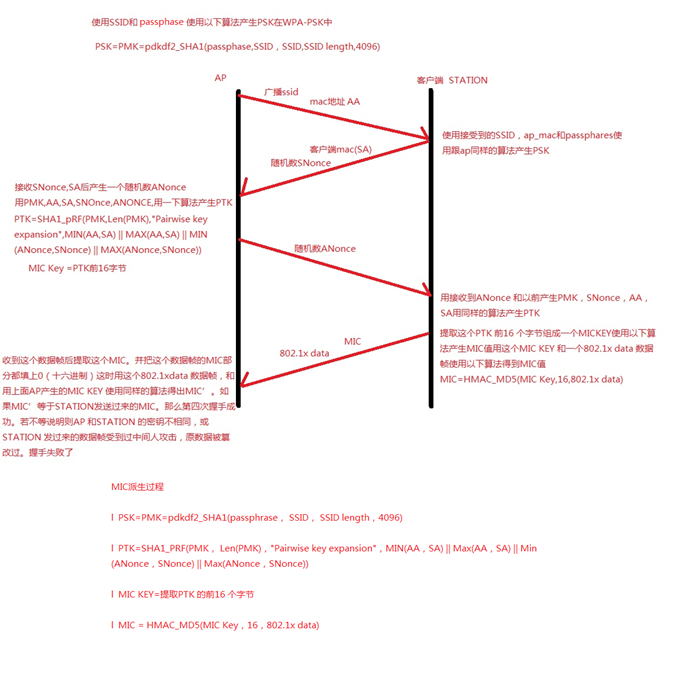 使用SSID和 passphrase 使用以下算法产生PSK在WPA-PSK中
PSK=PMK=pdkdf2_SHA1(passphrase,SSID，SSID,SSID length,4096)
AP
客户端 STATION
广播ssid
mac地址 AA
使用接受到的SSID，ap_mac和passphares使
用跟ap同样的算法产生PSK
客户端mac(SA)
随机数SNonce
接收SNonce,SA后产生一个随机数ANonce
用PMK,AA,SA,SNOnce,ANONCE,用一下算法产生PTK
PTK=SHA1_pRF(PMK,Len(PMK),"Pairwise key
expansion",MIN(AA,SA) || MAX(AA,SA) || MIN
(ANonce,SNonce) || MAX(ANonce,SNonce))
MIC Key =PTK前16字节
随机数ANonce
用接收到ANonce 和以前产生PMK，SNonce，AA，
SA用同样的算法产生PTK
提取这个PTK 前16 个字节组成一个MICKEY使用以下算
法产生MIC值用这个MIC KEY 和一个802.1x data 数据
帧使用以下算法得到MIC值
MIC=HMAC_MD5(MIC Key,16,802.1x data)
MIC
802.1x data
收到这个数据帧后提取这个MIC。并把这个数据帧的MIC部
分都填上0（十六进制）这时用这个802.1xdata 数据帧，和
用上面AP产生的MIC KEY 使用同样的算法得出MIC’。如
果MIC’等于STATION发送过来的MIC。那么第四次握手成
功。若不等说明则AP 和STATION 的密钥不相同，或
STATION 发过来的数据帧受到过中间人攻击，原数据被篡
改过。握手失败了
MIC派生过程
l PSK=PMK=pdkdf2_SHA1(passphrase， SSID， SSID length，4096)
l PTK=SHA1_PRF(PMK， Len(PMK)，"Pairwise key expansion"，MIN(AA，SA) || Max(AA，SA) || Min
(ANonce，SNonce) || Max(ANonce，SNonce))
l MIC KEY=提取PTK 的前16 个字节
l MIC = HMAC_MD5(MIC Key，16，802.1x data)